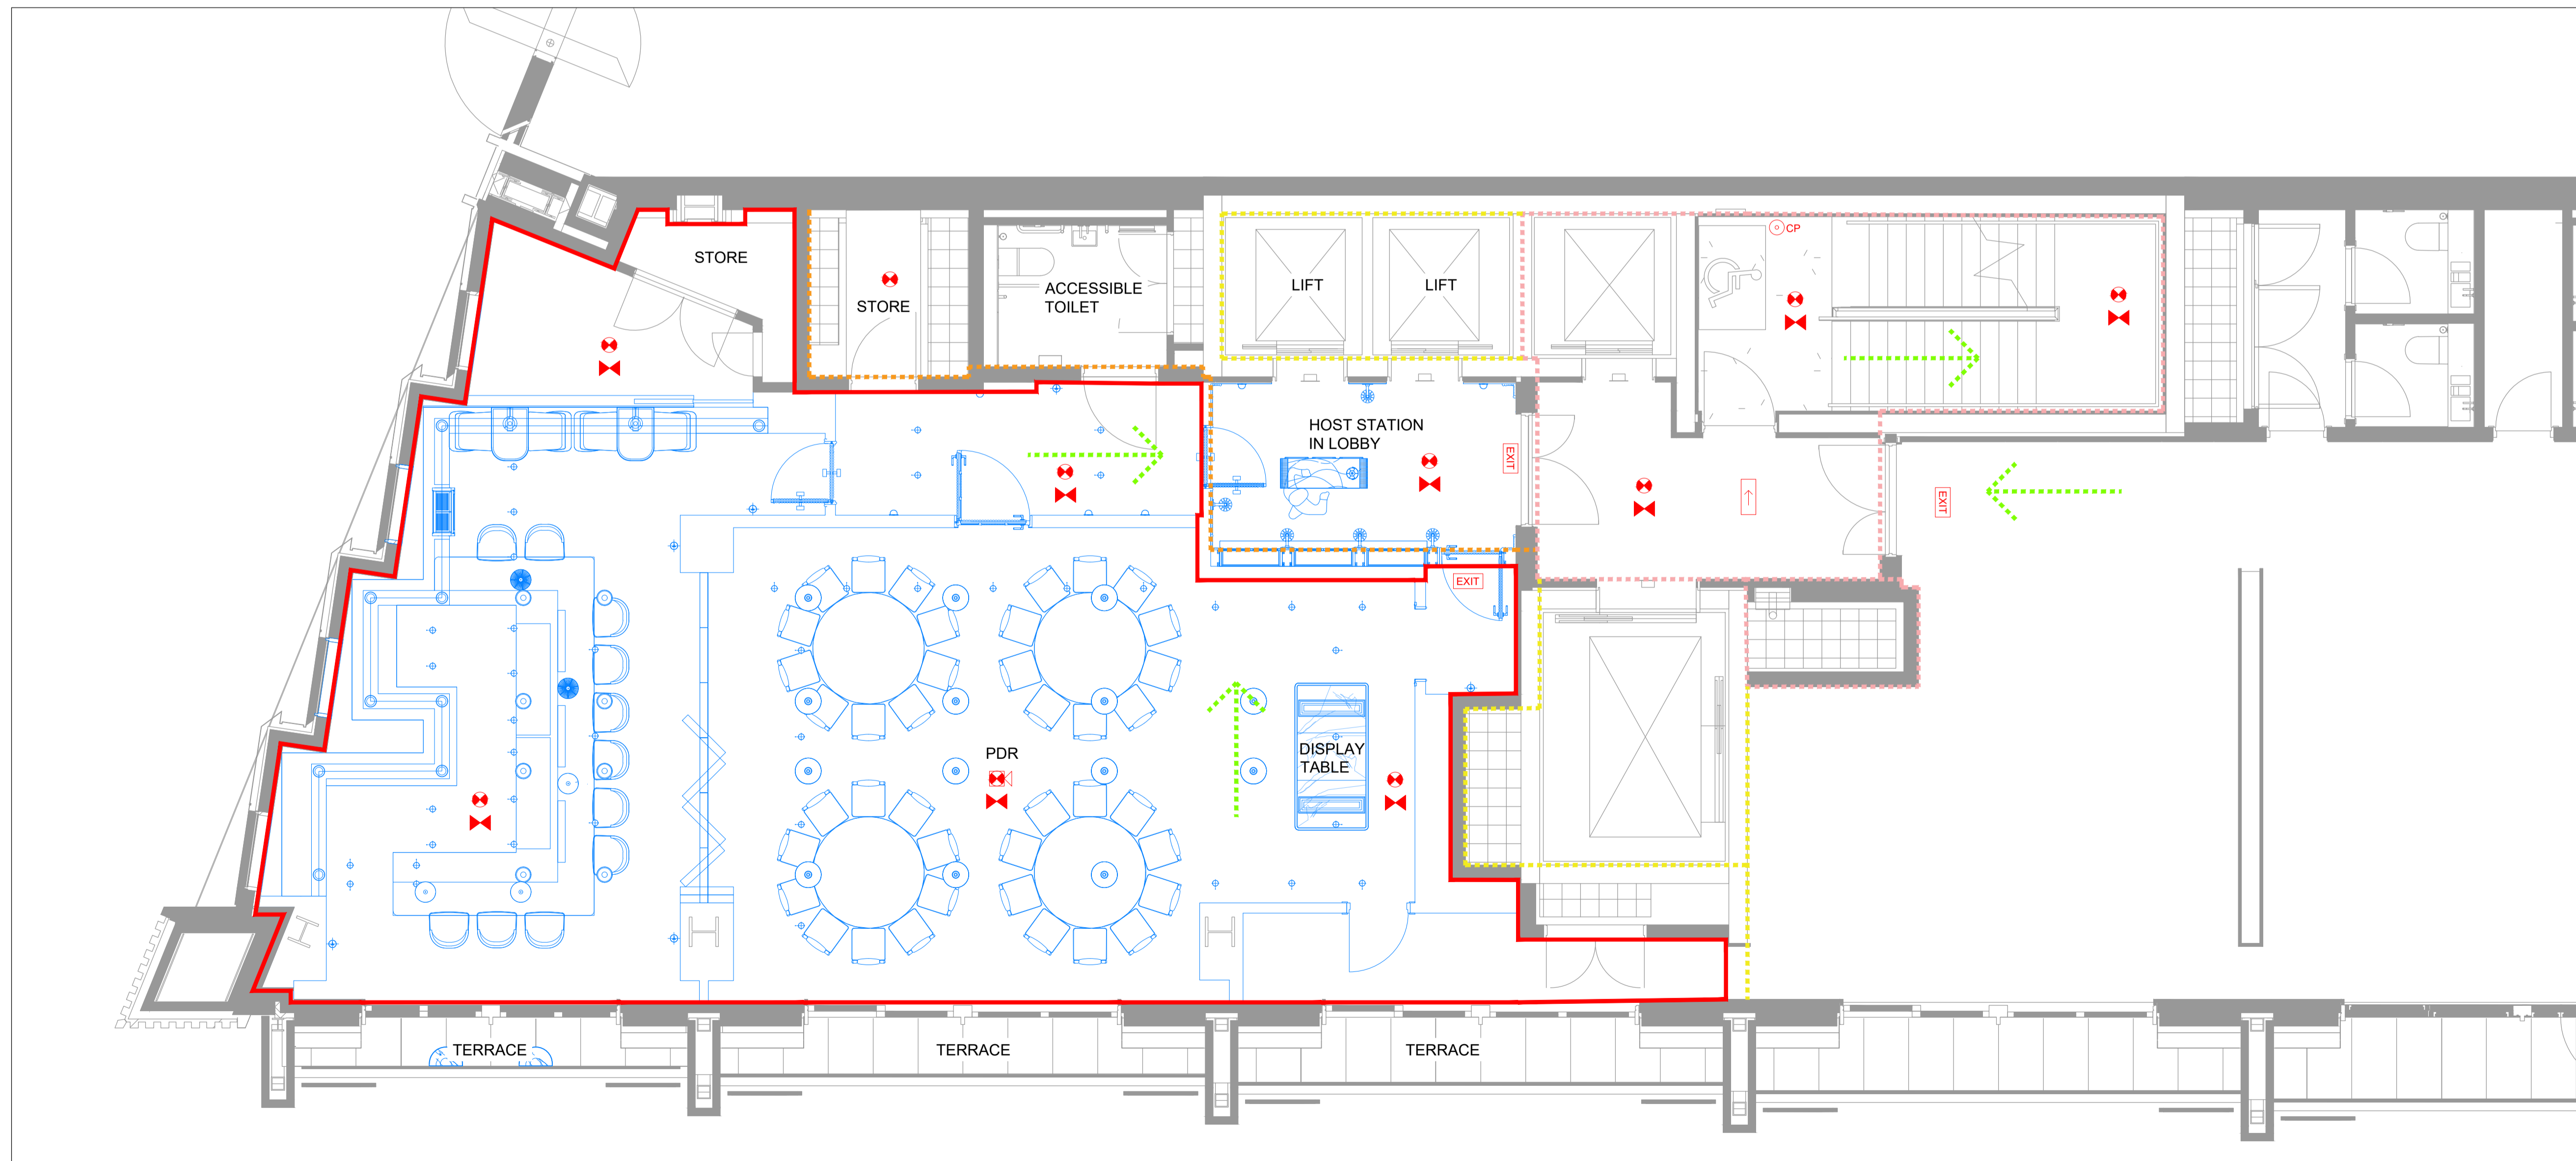 CP
STORE
STORE
ACCESSIBLE
TOILET
LIFT
LIFT
HOST STATION
IN LOBBY
EXIT
EXIT
EXIT
PDR
DISPLAY
TABLE
TERRACE
TERRACE
TERRACE